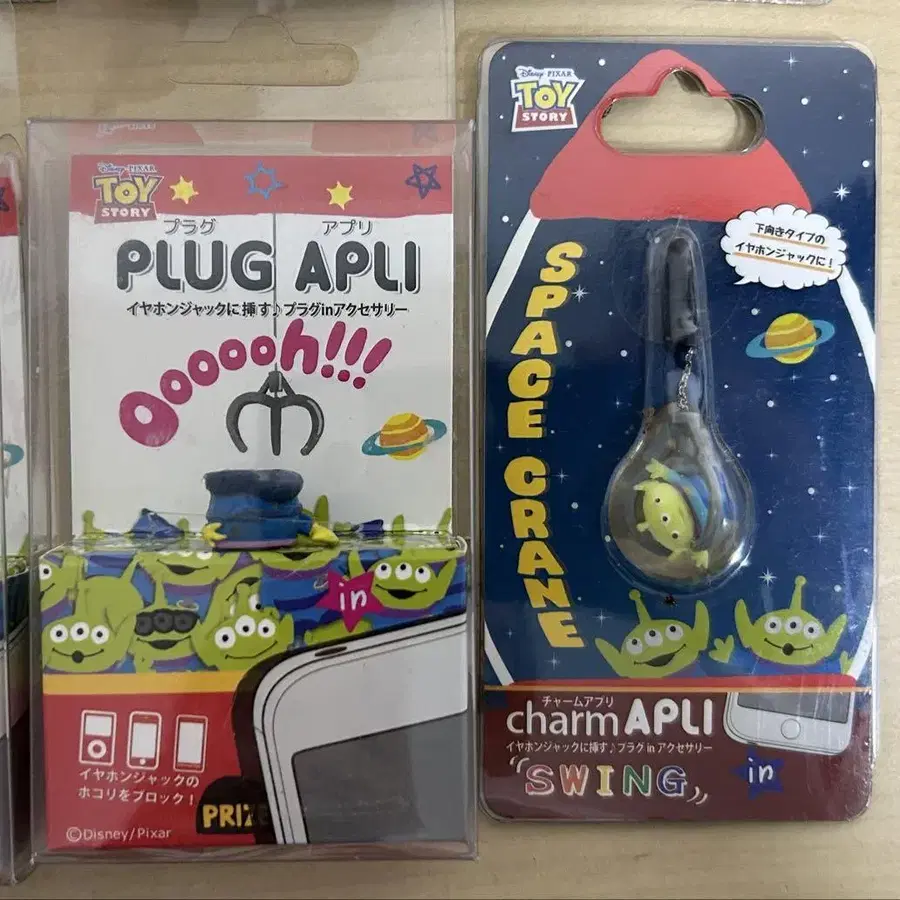 Disney PIXAR
TOY
STORY
プラグ アプリ
PLUG APLI
イヤホンジャックに挿す♪プラグinアクセサリー
Oooooh!!!
in
イヤホンジャックの
ホコリをブロック!
PRIZE
©Disney/Pixar
Disney PIXAR
TOY
STORY
下向きタイプの
イヤホンジャックに!
SPACE CRANE
チャームアプリ
charm APLI
イヤホンジャックに挿す♪プラグ in アクセサリー
SWING
in